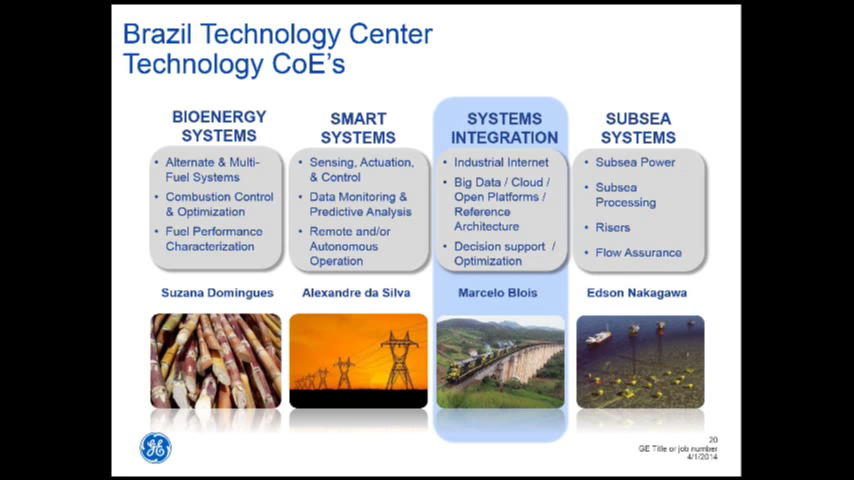 Brazil Technology Center
Technology CoE's
BIOENERGY
SYSTEMS
• Alternate & Multi-
Fuel Systems
• Combustion Control
& Optimization
• Fuel Performance
Characterization
Suzana Domingues
SMART
SYSTEMS
• Sensing, Actuation,
& Control
• Data Monitoring &
Predictive Analysis
• Remote and/or
Autonomous
Operation
Alexandre da Silva
SYSTEMS
INTEGRATION
• Industrial Internet
• Big Data / Cloud /
Open Platforms /
Reference
Architecture
• Decision support /
Optimization
Marcelo Blois
SUBSEA
SYSTEMS
• Subsea Power
• Subsea
Processing
• Risers
• Flow Assurance
Edson Nakagawa
GE
20
GE Title or job number
4/1/2014